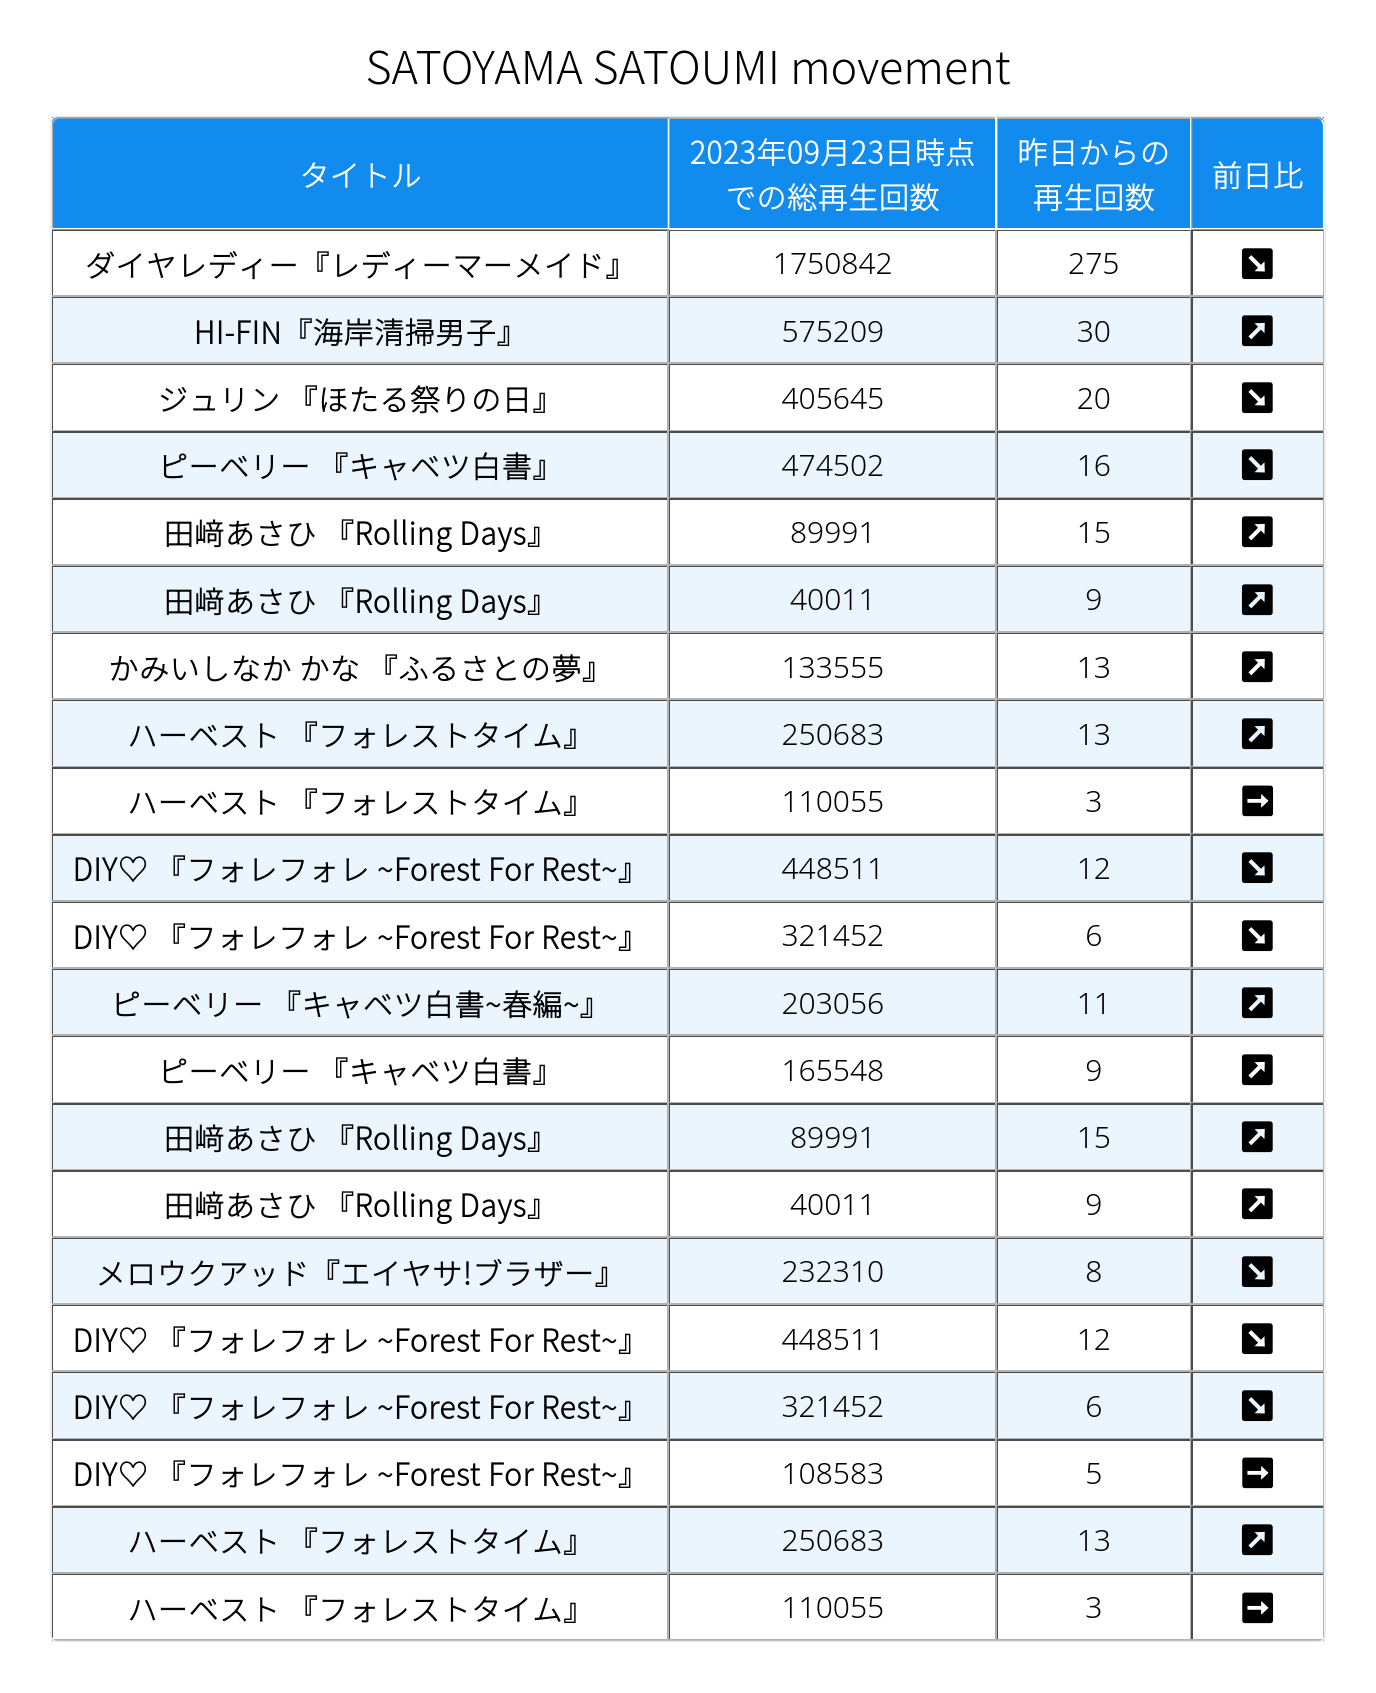 SATOYAMA SATOUMI movement
タイトル 2023年09月23日時点での総再生回数 昨日からの再生回数 前日比
ダイヤレディー『レディーマーメイド』 1750842 275 ↘
HI-FIN『海岸清掃男子』 575209 30 ↗
ジュリン 『ほたる祭りの日』 405645 20 ↘
ピーベリー 『キャベツ白書』 474502 16 ↘
田﨑あさひ 『Rolling Days』 89991 15 ↗
田﨑あさひ 『Rolling Days』 40011 9 ↗
かみいしなか かな 『ふるさとの夢』 133555 13 ↗
ハーベスト 『フォレストタイム』 250683 13 ↗
ハーベスト 『フォレストタイム』 110055 3 →
DIY♡ 『フォレフォレ ~Forest For Rest~』 448511 12 ↘
DIY♡ 『フォレフォレ ~Forest For Rest~』 321452 6 ↘
ピーベリー 『キャベツ白書~春編~』 203056 11 ↗
ピーベリー 『キャベツ白書』 165548 9 ↗
田﨑あさひ 『Rolling Days』 89991 15 ↗
田﨑あさひ 『Rolling Days』 40011 9 ↗
メロウクアッド『エイヤサ!ブラザー』 232310 8 ↘
DIY♡ 『フォレフォレ ~Forest For Rest~』 448511 12 ↘
DIY♡ 『フォレフォレ ~Forest For Rest~』 321452 6 ↘
DIY♡ 『フォレフォレ ~Forest For Rest~』 108583 5 →
ハーベスト 『フォレストタイム』 250683 13 ↗
ハーベスト 『フォレストタイム』 110055 3 →